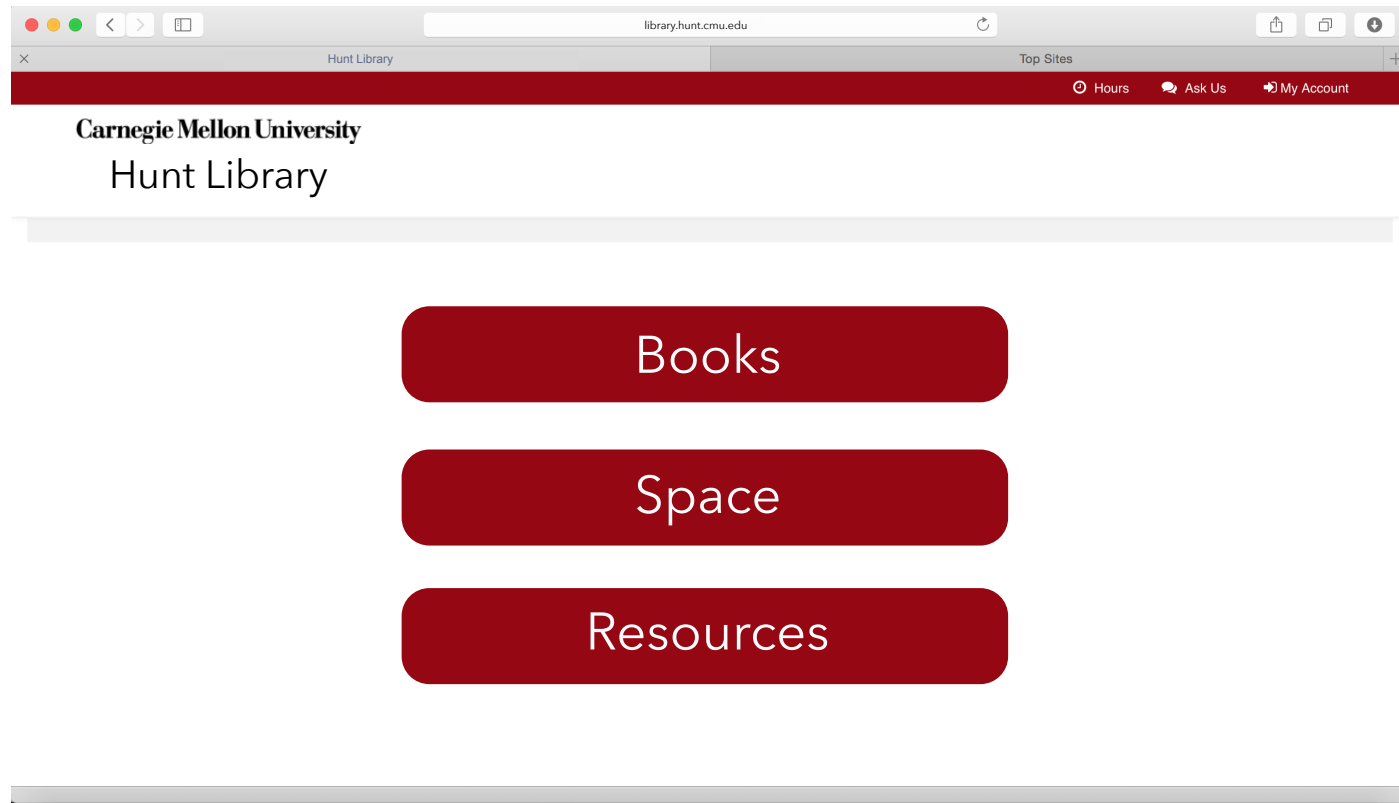 library.hunt.cmu.edu
Hunt Library
Top Sites
Hours Ask Us My Account
Carnegie Mellon University
Hunt Library
Books
Space
Resources